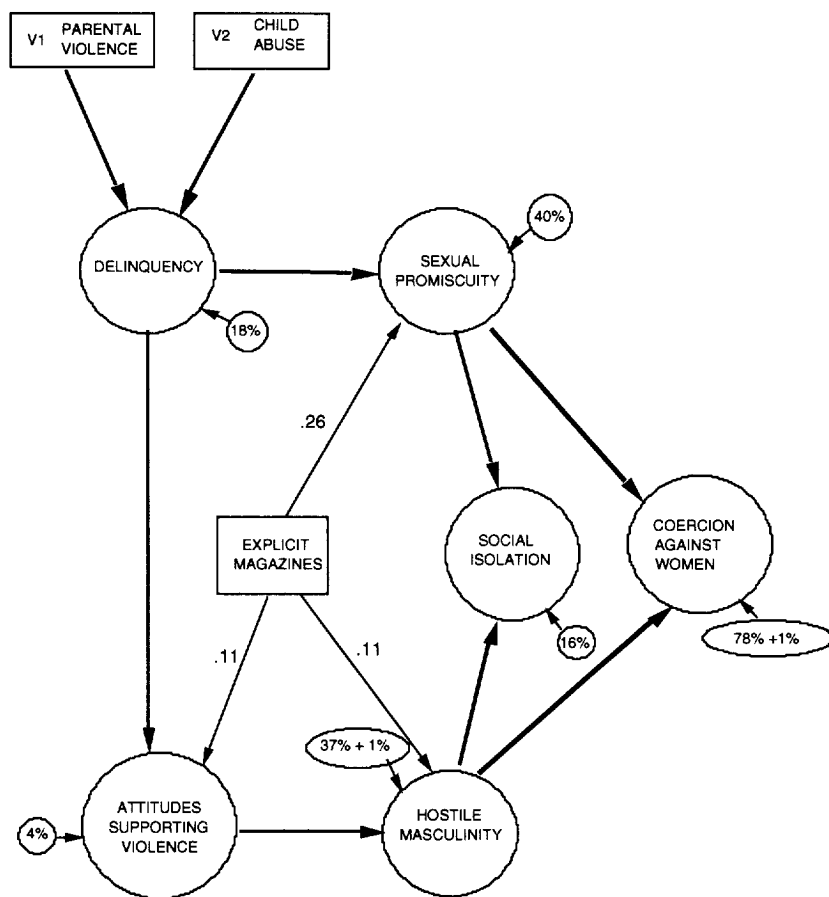 V1 PARENTAL
VIOLENCE
V2 CHILD
ABUSE
DELINQUENCY
SEXUAL
PROMISCUITY
40%
18%
.26
EXPLICIT
MAGAZINES
SOCIAL
ISOLATION
COERCION
AGAINST
WOMEN
16%
78% +1%
.11
.11
37% + 1%
4%
ATTITUDES
SUPPORTING
VIOLENCE
HOSTILE
MASCULINITY